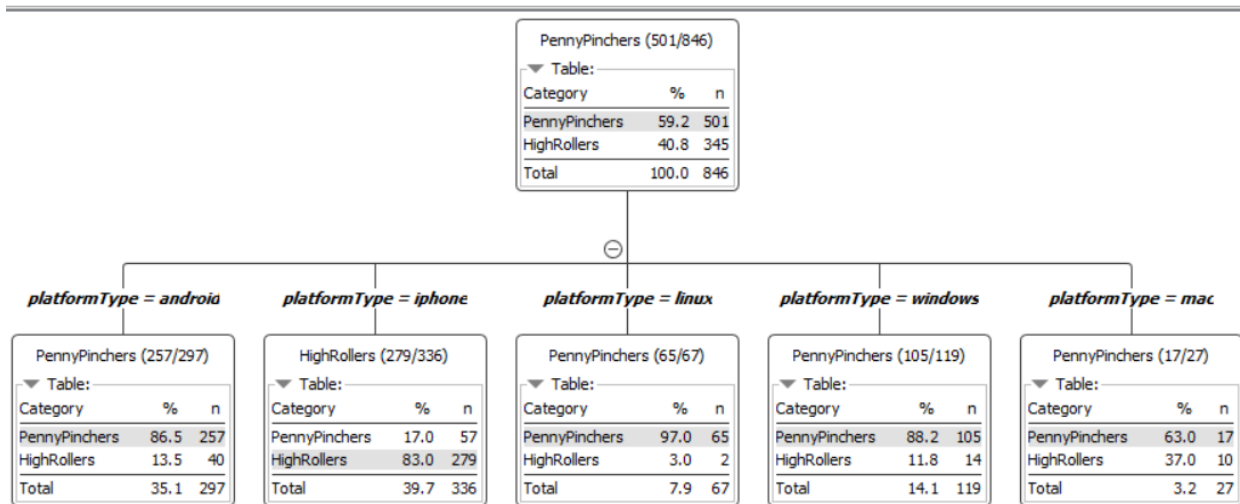 PennyPinchers (501/846)
Table:
Category % n
PennyPinchers 59.2 501
HighRollers 40.8 345
Total 100.0 846
platformType = android
PennyPinchers (257/297)
Table:
Category % n
PennyPinchers 86.5 257
HighRollers 13.5 40
Total 35.1 297
platformType = iphone
HighRollers (279/336)
Table:
Category % n
PennyPinchers 17.0 57
HighRollers 83.0 279
Total 39.7 336
platformType = linux
PennyPinchers (65/67)
Table:
Category % n
PennyPinchers 97.0 65
HighRollers 3.0 2
Total 7.9 67
platformType = windows
PennyPinchers (105/119)
Table:
Category % n
PennyPinchers 88.2 105
HighRollers 11.8 14
Total 14.1 119
platformType = mac
PennyPinchers (17/27)
Table:
Category % n
PennyPinchers 63.0 17
HighRollers 37.0 10
Total 3.2 27